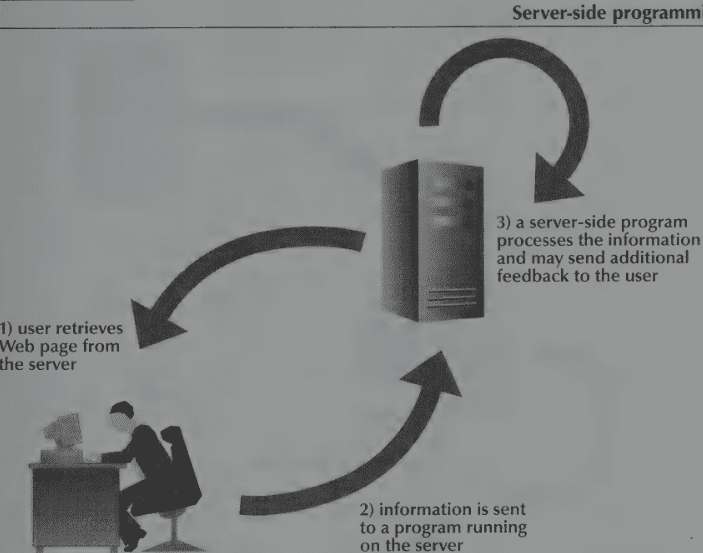 Server-side programmi
3) a server-side program
processes the information
and may send additional
feedback to the user
1) user retrieves
Web page from
the server
2) information is sent
to a program running
on the server